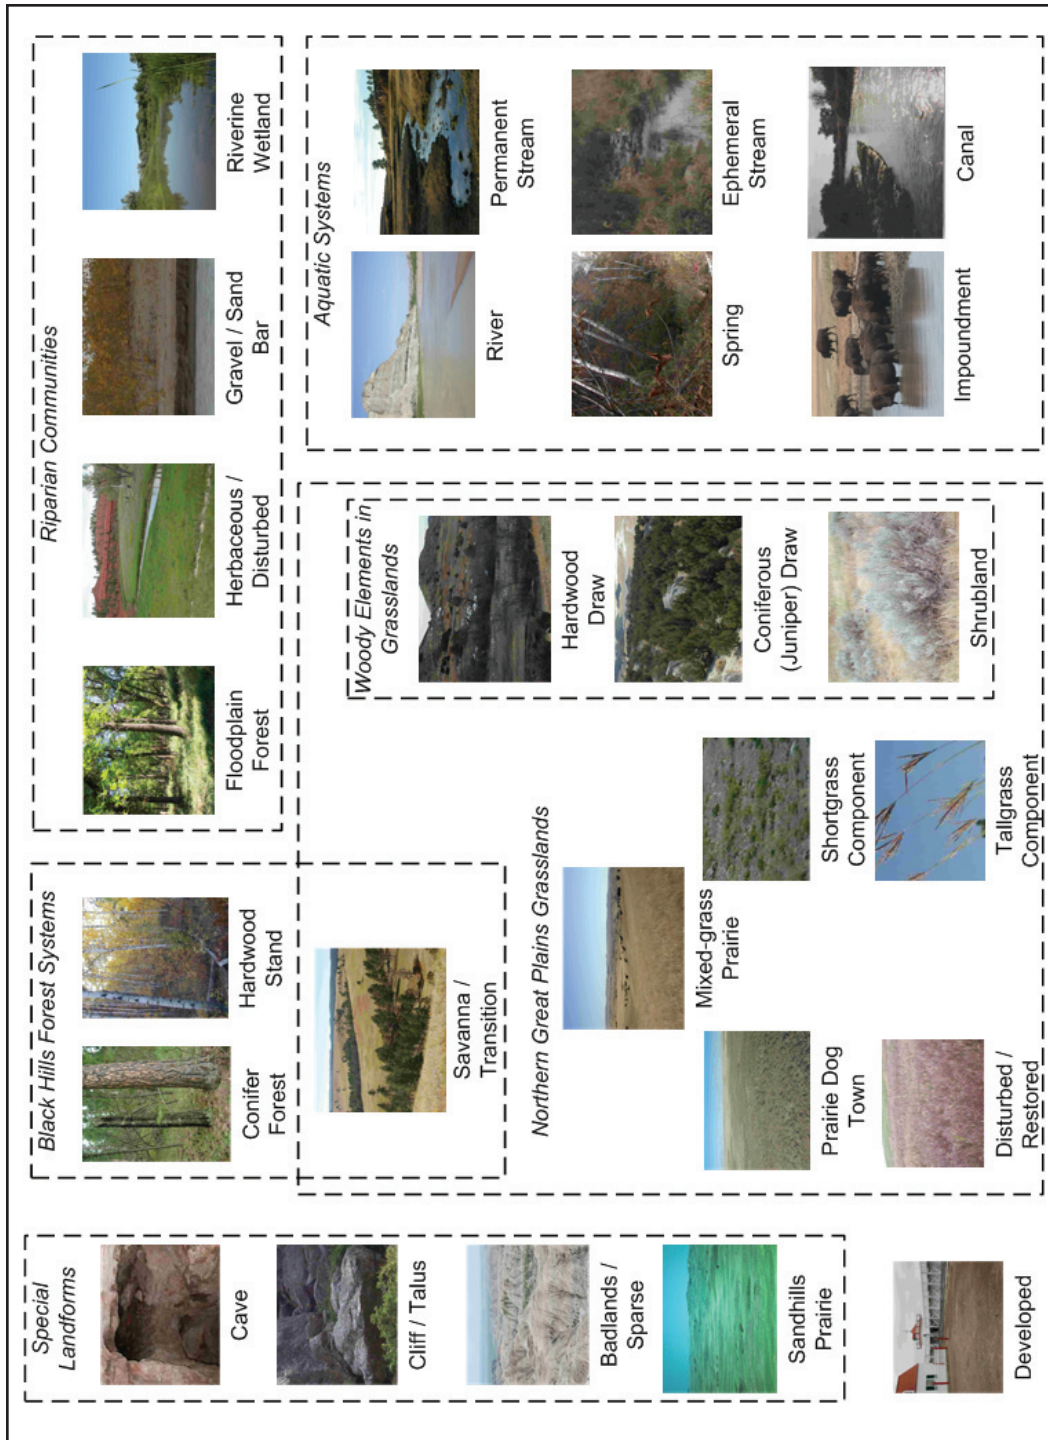 Special
Landforms
Cave
Cliff / Talus
Badlands /
Sparse
Sandhills
Prairie
Developed
Black Hills Forest Systems
Conifer
Forest
Hardwood
Stand
Savanna /
Transition
Riparian Communities
Floodplain
Forest
Herbaceous /
Disturbed
Gravel / Sand
Bar
Riverine
Wetland
Northern Great Plains Grasslands
Mixed-grass
Prairie
Prairie Dog
Town
Shortgrass
Component
Disturbed /
Restored
Tallgrass
Component
Woody Elements in
Grasslands
Hardwood
Draw
Coniferous
(Juniper) Draw
Shrubland
Aquatic Systems
River
Permanent
Stream
Spring
Ephemeral
Stream
Impoundment
Canal